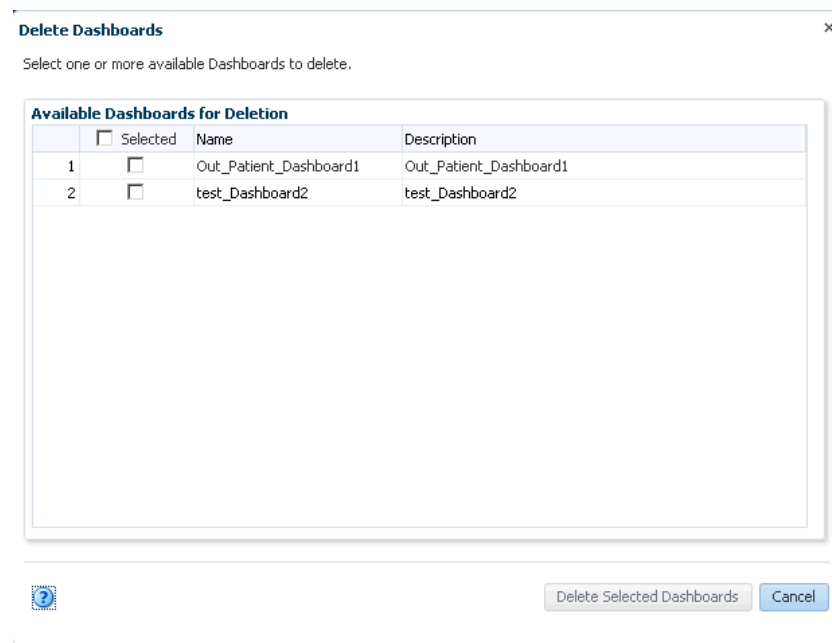 Delete Dashboards
Select one or more available Dashboards to delete.
Available Dashboards for Deletion
Selected Name Description
1 Out_Patient_Dashboard1 Out_Patient_Dashboard1
2 test_Dashboard2 test_Dashboard2
? Delete Selected Dashboards Cancel